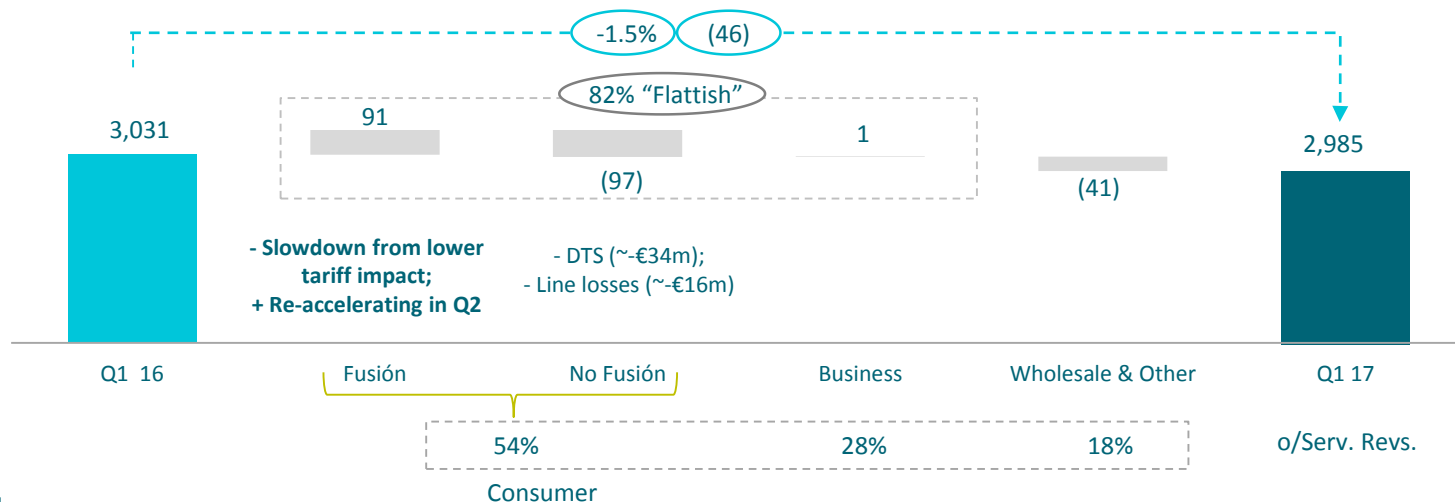 -1.5%
(46)
82% “Flattish”
3,031
91
(97)
1
(41)
2,985
- Slowdown from lower
tariff impact;
+ Re-accelerating in Q2
- DTS (~-€34m);
- Line losses (~-€16m)
Q1 16
Fusión
No Fusión
Business
Wholesale & Other
Q1 17
54%
28%
18%
o/Serv. Revs.
Consumer